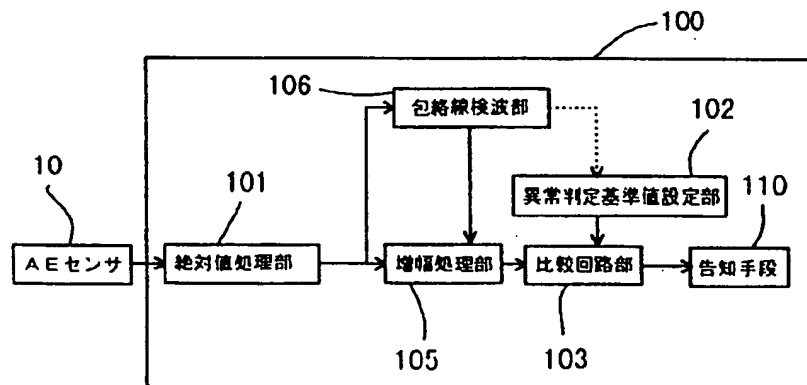 100
106
包絡線検波部
102
10
101
異常判定基準値設定部
110
AEセンサ
絶対値処理部
増幅処理部
比較回路部
告知手段
105
103